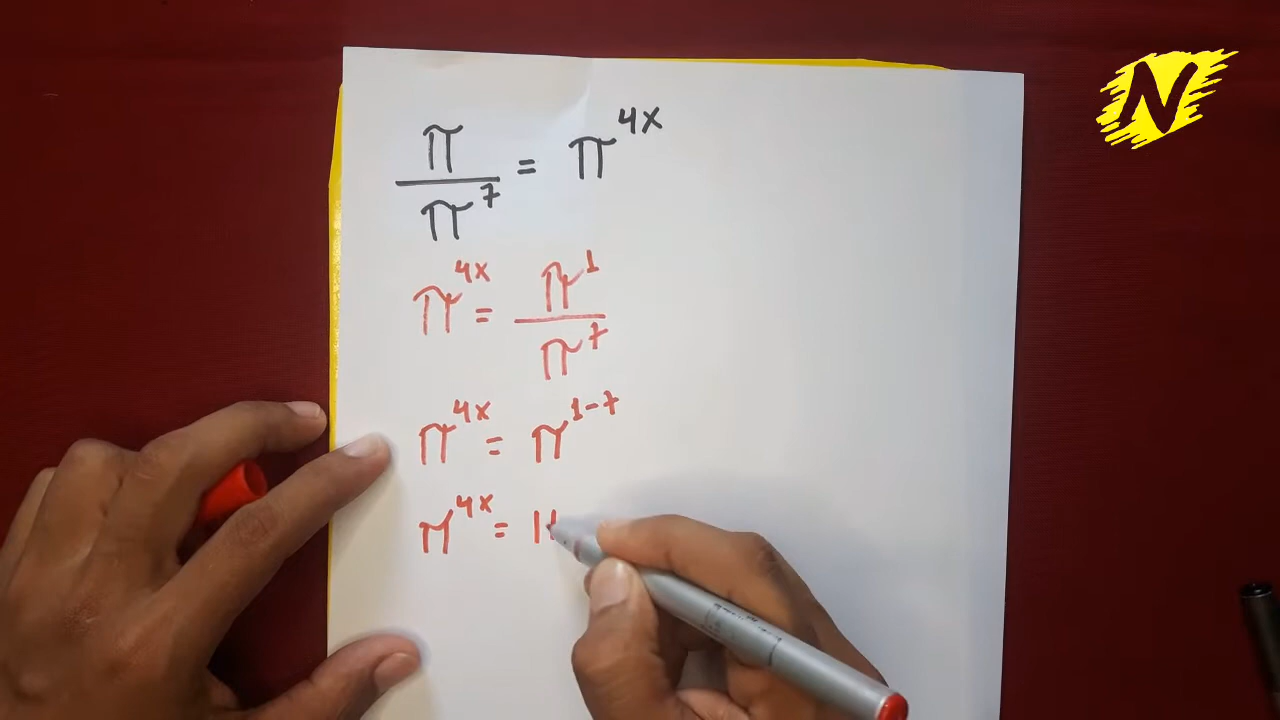 N
π/π^7 = π^4x
π^4x = π^1/π^7
π^4x = π^1-7
π^4x =